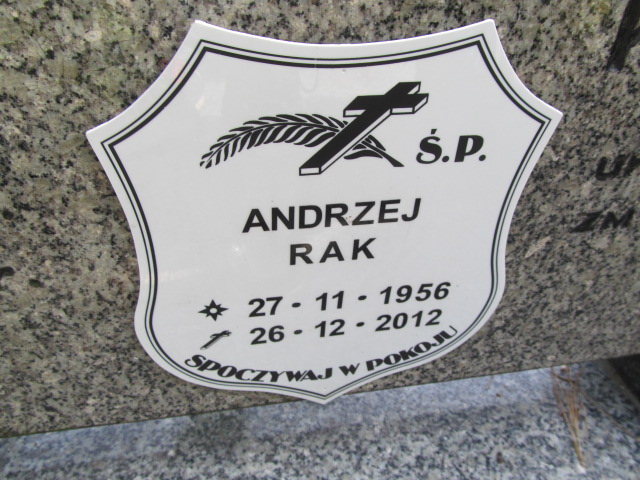 Ś.P.
ANDRZEJ
RAK
27 - 11 - 1956
26 - 12 - 2012
SPOCZYWAJ W POKOJU